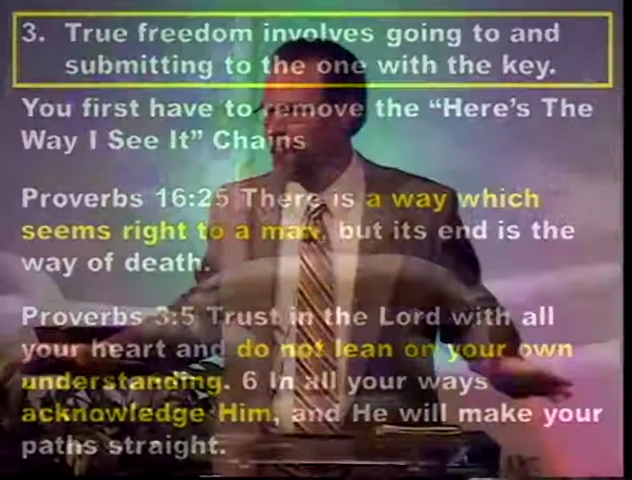 3. True freedom involves going to and
submitting to the one with the key.
You first have to remove the “Here’s The
Way I See It” Chains
Proverbs 16:25 There is a way which
seems right to a man, but its end is the
way of death.
Proverbs 3:5 Trust in the Lord with all
your heart and do not lean on your own
understanding. 6 In all your ways
acknowledge Him, and He will make your
paths straight.